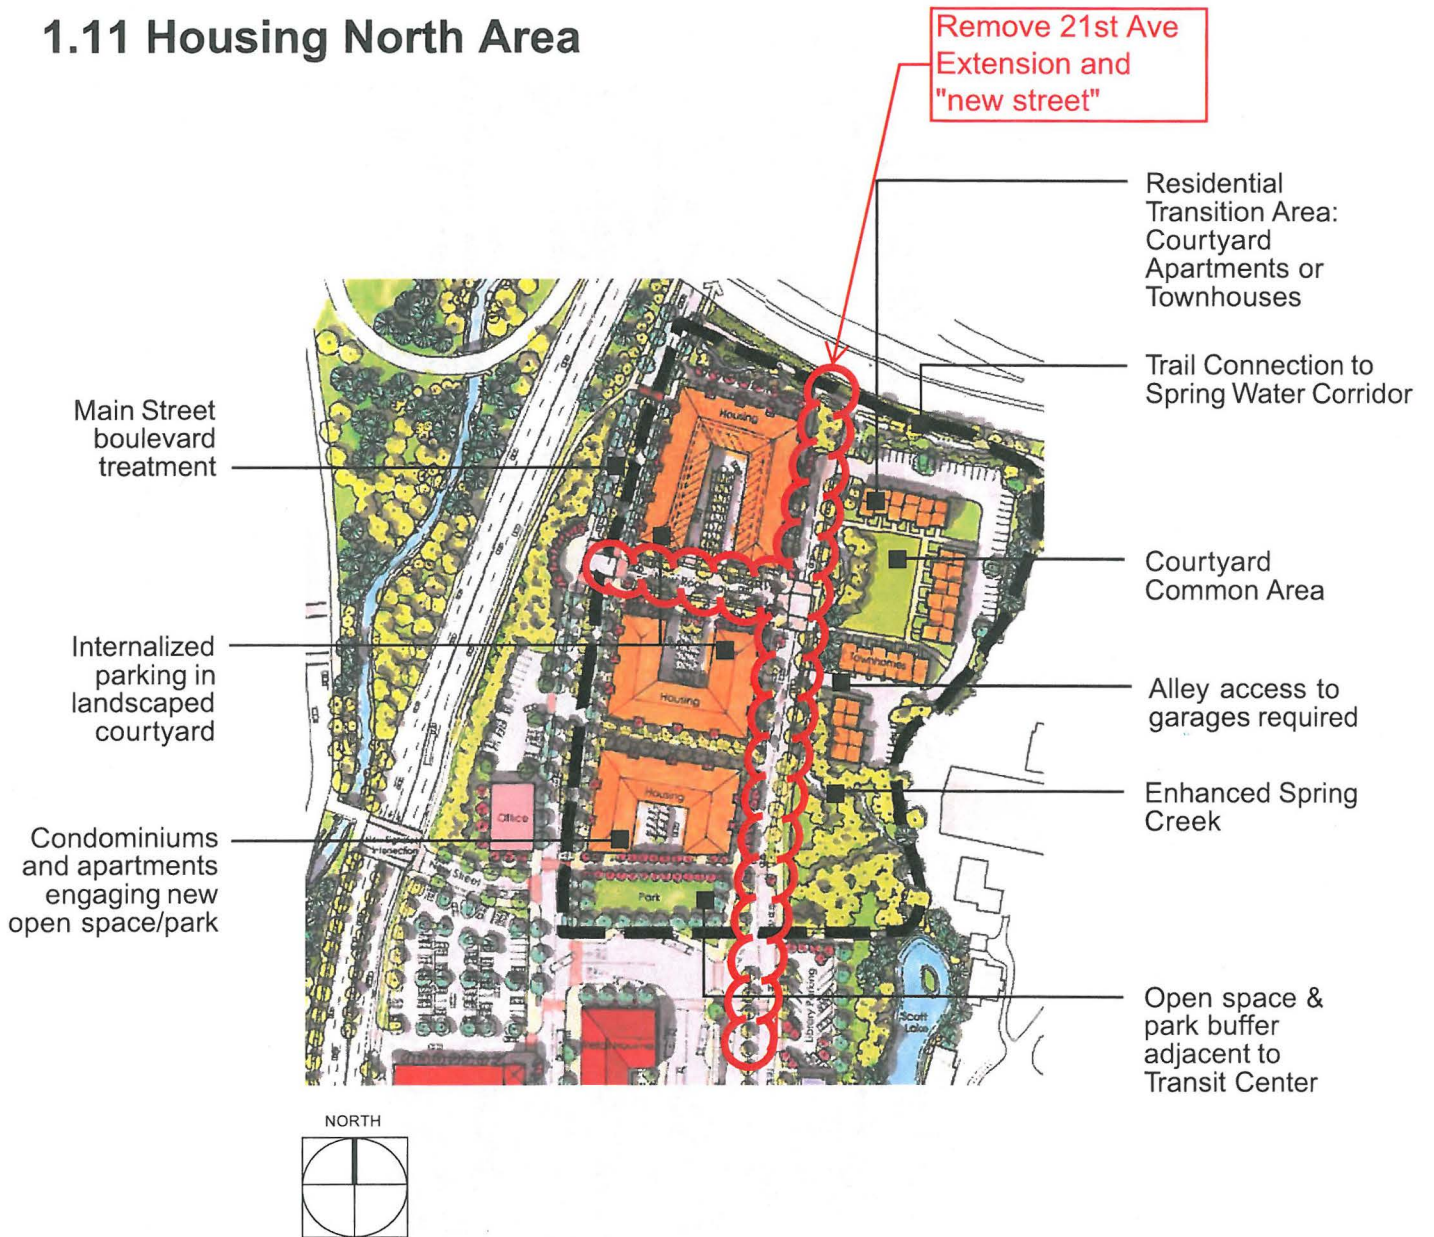 1.11 Housing North Area
Remove 21st Ave
Extension and
"new street"
Residential
Transition Area:
Courtyard
Apartments or
Townhouses
Trail Connection to
Spring Water Corridor
Main Street
boulevard
treatment
Housing
Courtyard
Common Area
Internalized
parking in
landscaped
courtyard
Townhomes
Housing
Alley access to
garages required
Housing
Office
Enhanced Spring
Creek
Condominiums
and apartments
engaging new
open space/park
Street
Park
Library Parking
Scott
Lake
Open space &
park buffer
adjacent to
Transit Center
NORTH